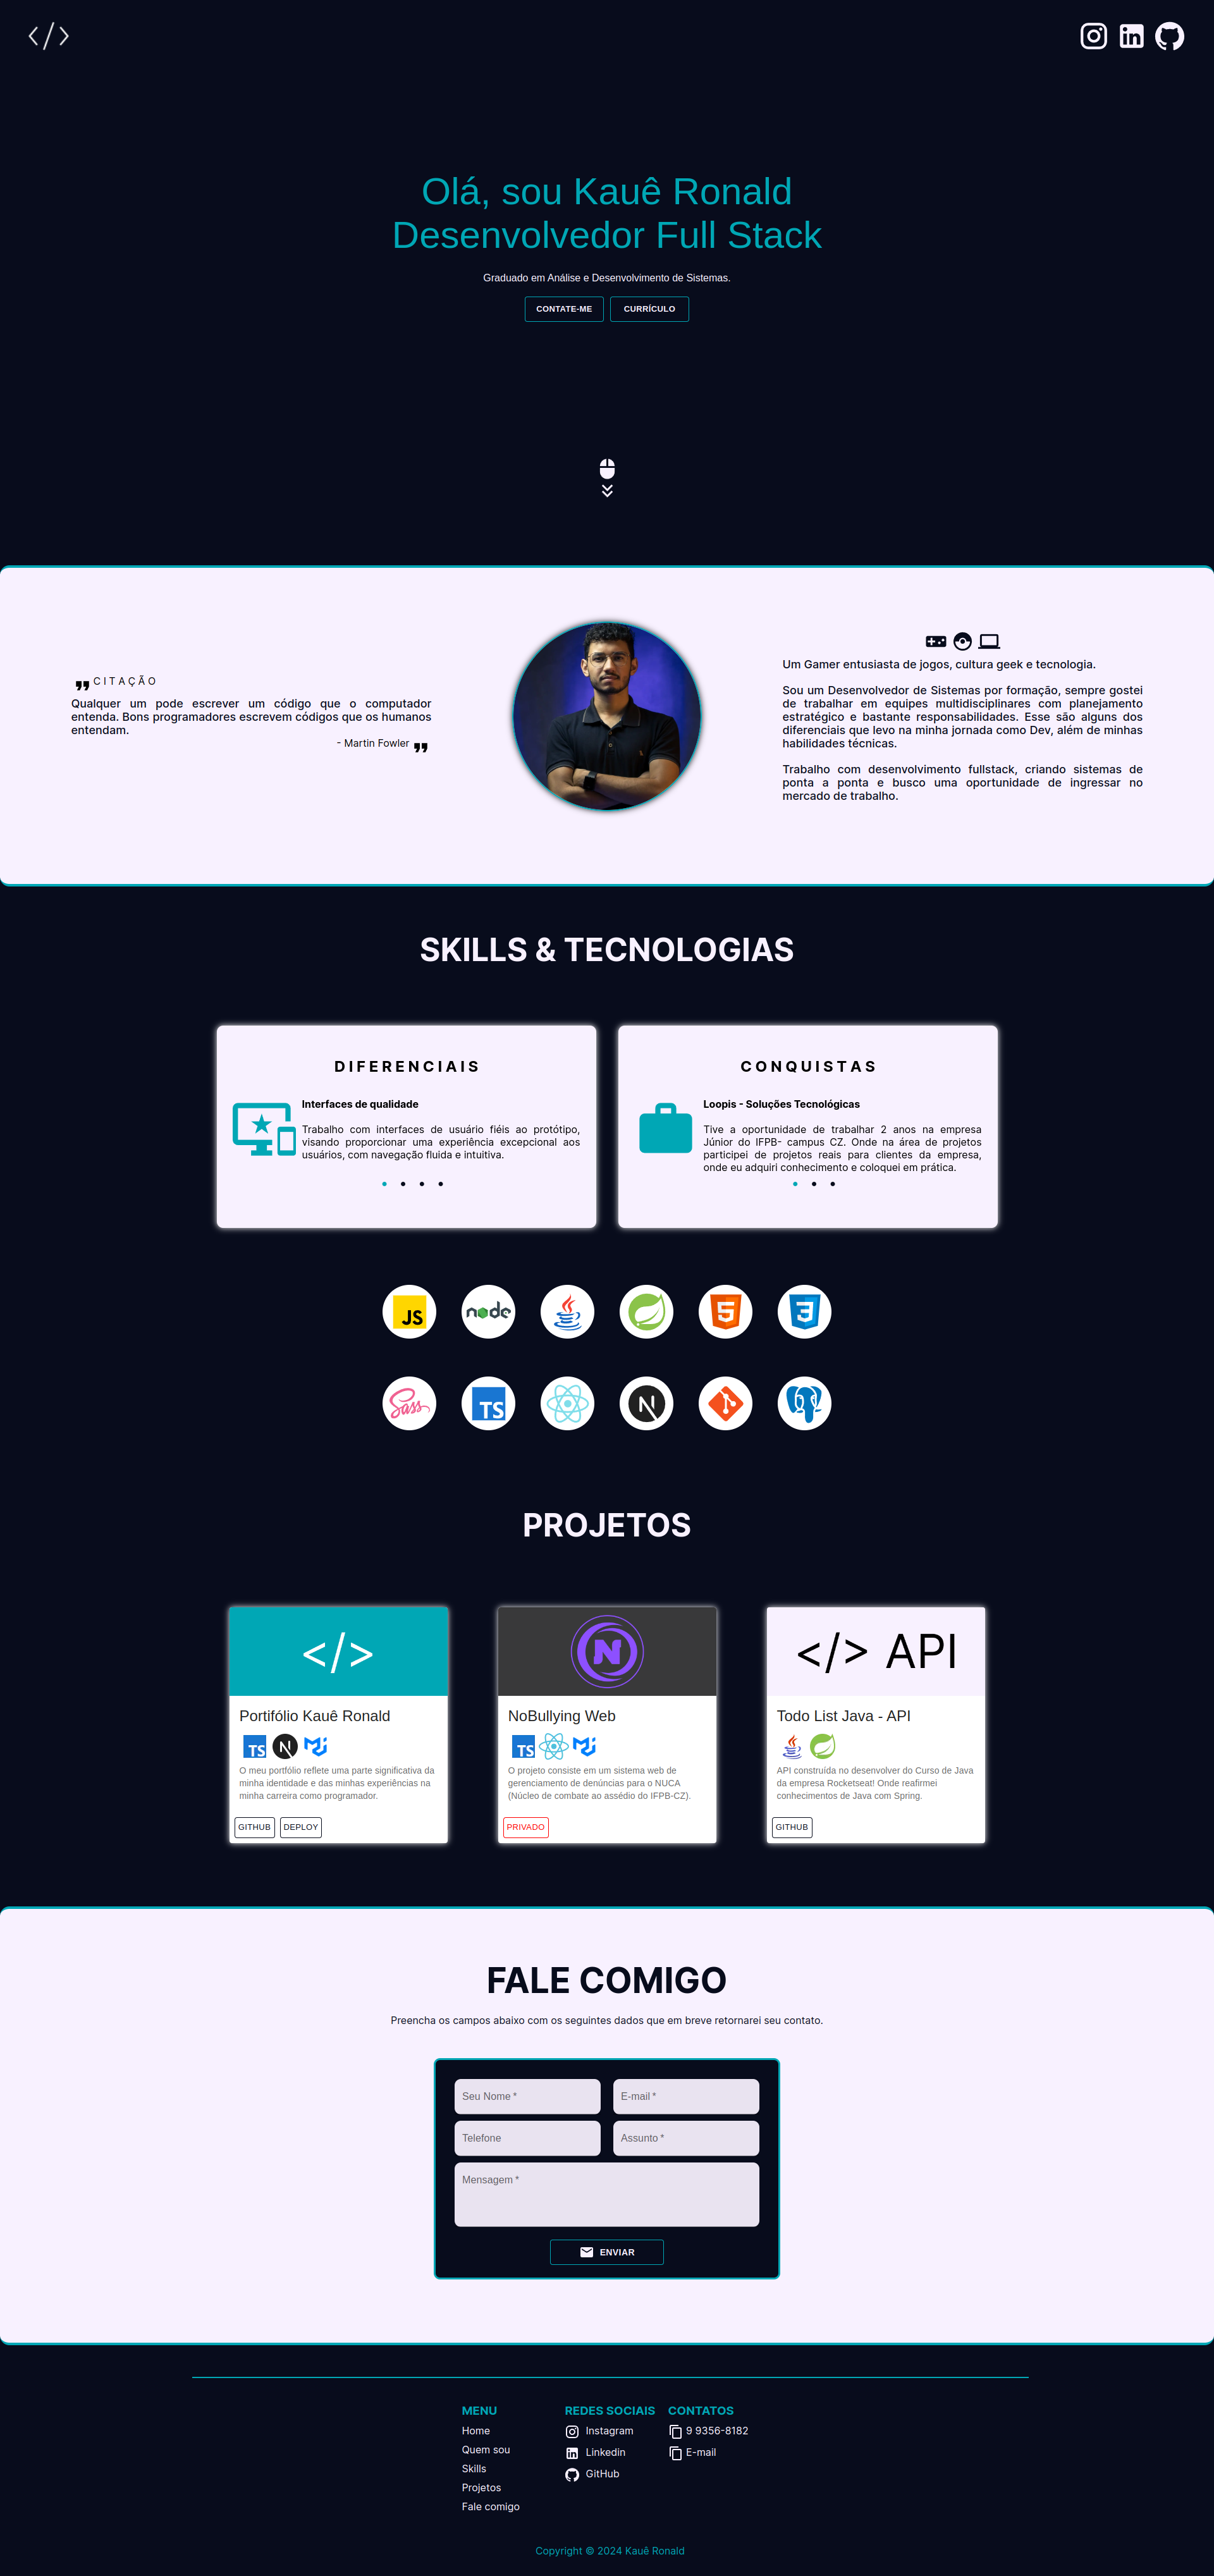 </>
Olá, sou Kauê Ronald
Desenvolvedor Full Stack
Graduado em Análise e Desenvolvimento de Sistemas.
CONTATE-ME
CURRÍCULO
CITAÇÃO
Qualquer um pode escrever um código que o computador
entenda. Bons programadores escrevem códigos que os humanos
entendam.
- Martin Fowler
Um Gamer entusiasta de jogos, cultura geek e tecnologia.
Sou um Desenvolvedor de Sistemas por formação, sempre gostei
de trabalhar em equipes multidisciplinares com planejamento
estratégico e bastante responsabilidades. Esse são alguns dos
diferenciais que levo na minha jornada como Dev, além de minhas
habilidades técnicas.
Trabalho com desenvolvimento fullstack, criando sistemas de
ponta a ponta e busco uma oportunidade de ingressar no
mercado de trabalho.
SKILLS & TECNOLOGIAS
DIFERENCIAIS
Interfaces de qualidade
Trabalho com interfaces de usuário fiéis ao protótipo,
visando proporcionar uma experiência excepcional aos
usuários, com navegação fluida e intuitiva.
CONQUISTAS
Loopis - Soluções Tecnológicas
Tive a oportunidade de trabalhar 2 anos na empresa
Júnior do IFPB- campus CZ. Onde na área de projetos
participei de projetos reais para clientes da empresa,
onde eu adquiri conhecimento e coloquei em prática.
JS
node
5
3
Sass
TS
N
PROJETOS
</>
Portifólio Kauê Ronald
TS
N
O meu portfólio reflete uma parte significativa da
minha identidade e das minhas experiências na
minha carreira como programador.
GITHUB
DEPLOY
N
NoBullying Web
TS
O projeto consiste em um sistema web de
gerenciamento de denúncias para o NUCA
(Núcleo de combate ao assédio do IFPB-CZ).
PRIVADO
</> API
Todo List Java - API
API construída no desenvolver do Curso de Java
da empresa Rocketseat! Onde reafirmei
conhecimentos de Java com Spring.
GITHUB
FALE COMIGO
Preencha os campos abaixo com os seguintes dados que em breve retornarei seu contato.
Seu Nome *
E-mail *
Telefone
Assunto *
Mensagem *
ENVIAR
MENU
Home
Quem sou
Skills
Projetos
Fale comigo
REDES SOCIAIS
Instagram
Linkedin
GitHub
CONTATOS
9 9356-8182
E-mail
Copyright © 2024 Kauê Ronald